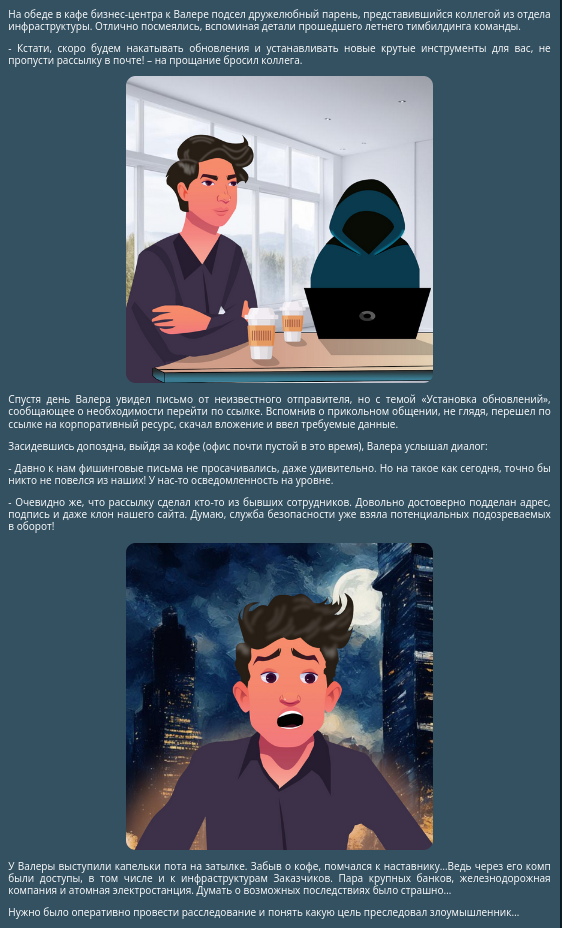 На обеде в кафе бизнес-центра к Валере подсел дружелюбный парень, представившийся коллегой из отдела
инфраструктуры. Отлично посмеялись, вспоминая детали прошедшего летнего тимбилдинга команды.
- Кстати, скоро будем накатывать обновления и устанавливать новые крутые инструменты для вас, не
пропусти рассылку в почте! – на прощание бросил коллега.
Спустя день Валера увидел письмо от неизвестного отправителя, но с темой «Установка обновлений»,
сообщающее о необходимости перейти по ссылке. Вспомнив о прикольном общении, не глядя, перешел по
ссылке на корпоративный ресурс, скачал вложение и ввел требуемые данные.
Засидевшись допоздна, выйдя за кофе (офис почти пустой в это время), Валера услышал диалог:
- Давно к нам фишинговые письма не просачивались, даже удивительно. Но на такое как сегодня, точно бы
никто не повелся из наших! У нас-то осведомленность на уровне.
- Очевидно же, что рассылку сделал кто-то из бывших сотрудников. Довольно достоверно подделан адрес,
подпись и даже клон нашего сайта. Думаю, служба безопасности уже взяла потенциальных подозреваемых
в оборот!
У Валеры выступили капельки пота на затылке. Забыв о кофе, помчался к наставнику...Ведь через его комп
были доступы, в том числе и к инфраструктурам Заказчиков. Пара крупных банков, железнодорожная
компания и атомная электростанция. Думать о возможных последствиях было страшно...
Нужно было оперативно провести расследование и понять какую цель преследовал злоумышленник...